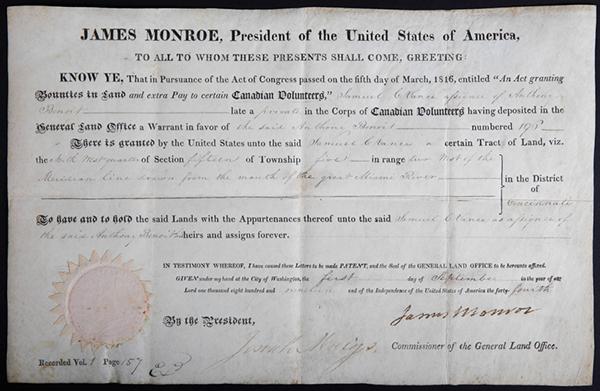 JAMES MONROE, President of the United States of America,
TO ALL TO WHOM THESE PRESENTS SHALL COME, GREETING:
KNOW YE, That in Pursuance of the Act of Congress passed on the fifth day of March, 1816, entitled "An Act granting
Bounties in Land and extra Pay to certain Canadian Volunteers," Samuel C Vance assignee of Anthony
Benoit late a private in the Corps of Canadian Volunteers having deposited in the
General Land Office a Warrant in favor of the said Anthony Benoit numbered
There is granted by the United States unto the said Samuel C Vance a certain Tract of Land, viz.
the West quarter of Section fifteen of Township five in range two West of the
Meridian line drawn from the mouth of the great Miami River
in the District
of
Cincinnati
To have and to hold the said Lands with the Appurtenances thereof unto the said Samuel C Vance as assignee of
the said Anthony Benoit heirs and assigns forever.
IN TESTIMONY WHEREOF, I have caused these Letters to be made PATENT, and the Seal of the GENERAL LAND OFFICE to be hereunto affixed.
GIVEN under my hand at the City of Washington, the first day of September in the year of our
Lord one thousand eight hundred and nineteen and of the Independence of the United States of America the forty-fourth
James Monroe
By the President,
Josiah Meigs Commissioner of the General Land Office.
Recorded Vol. 1 Page 157